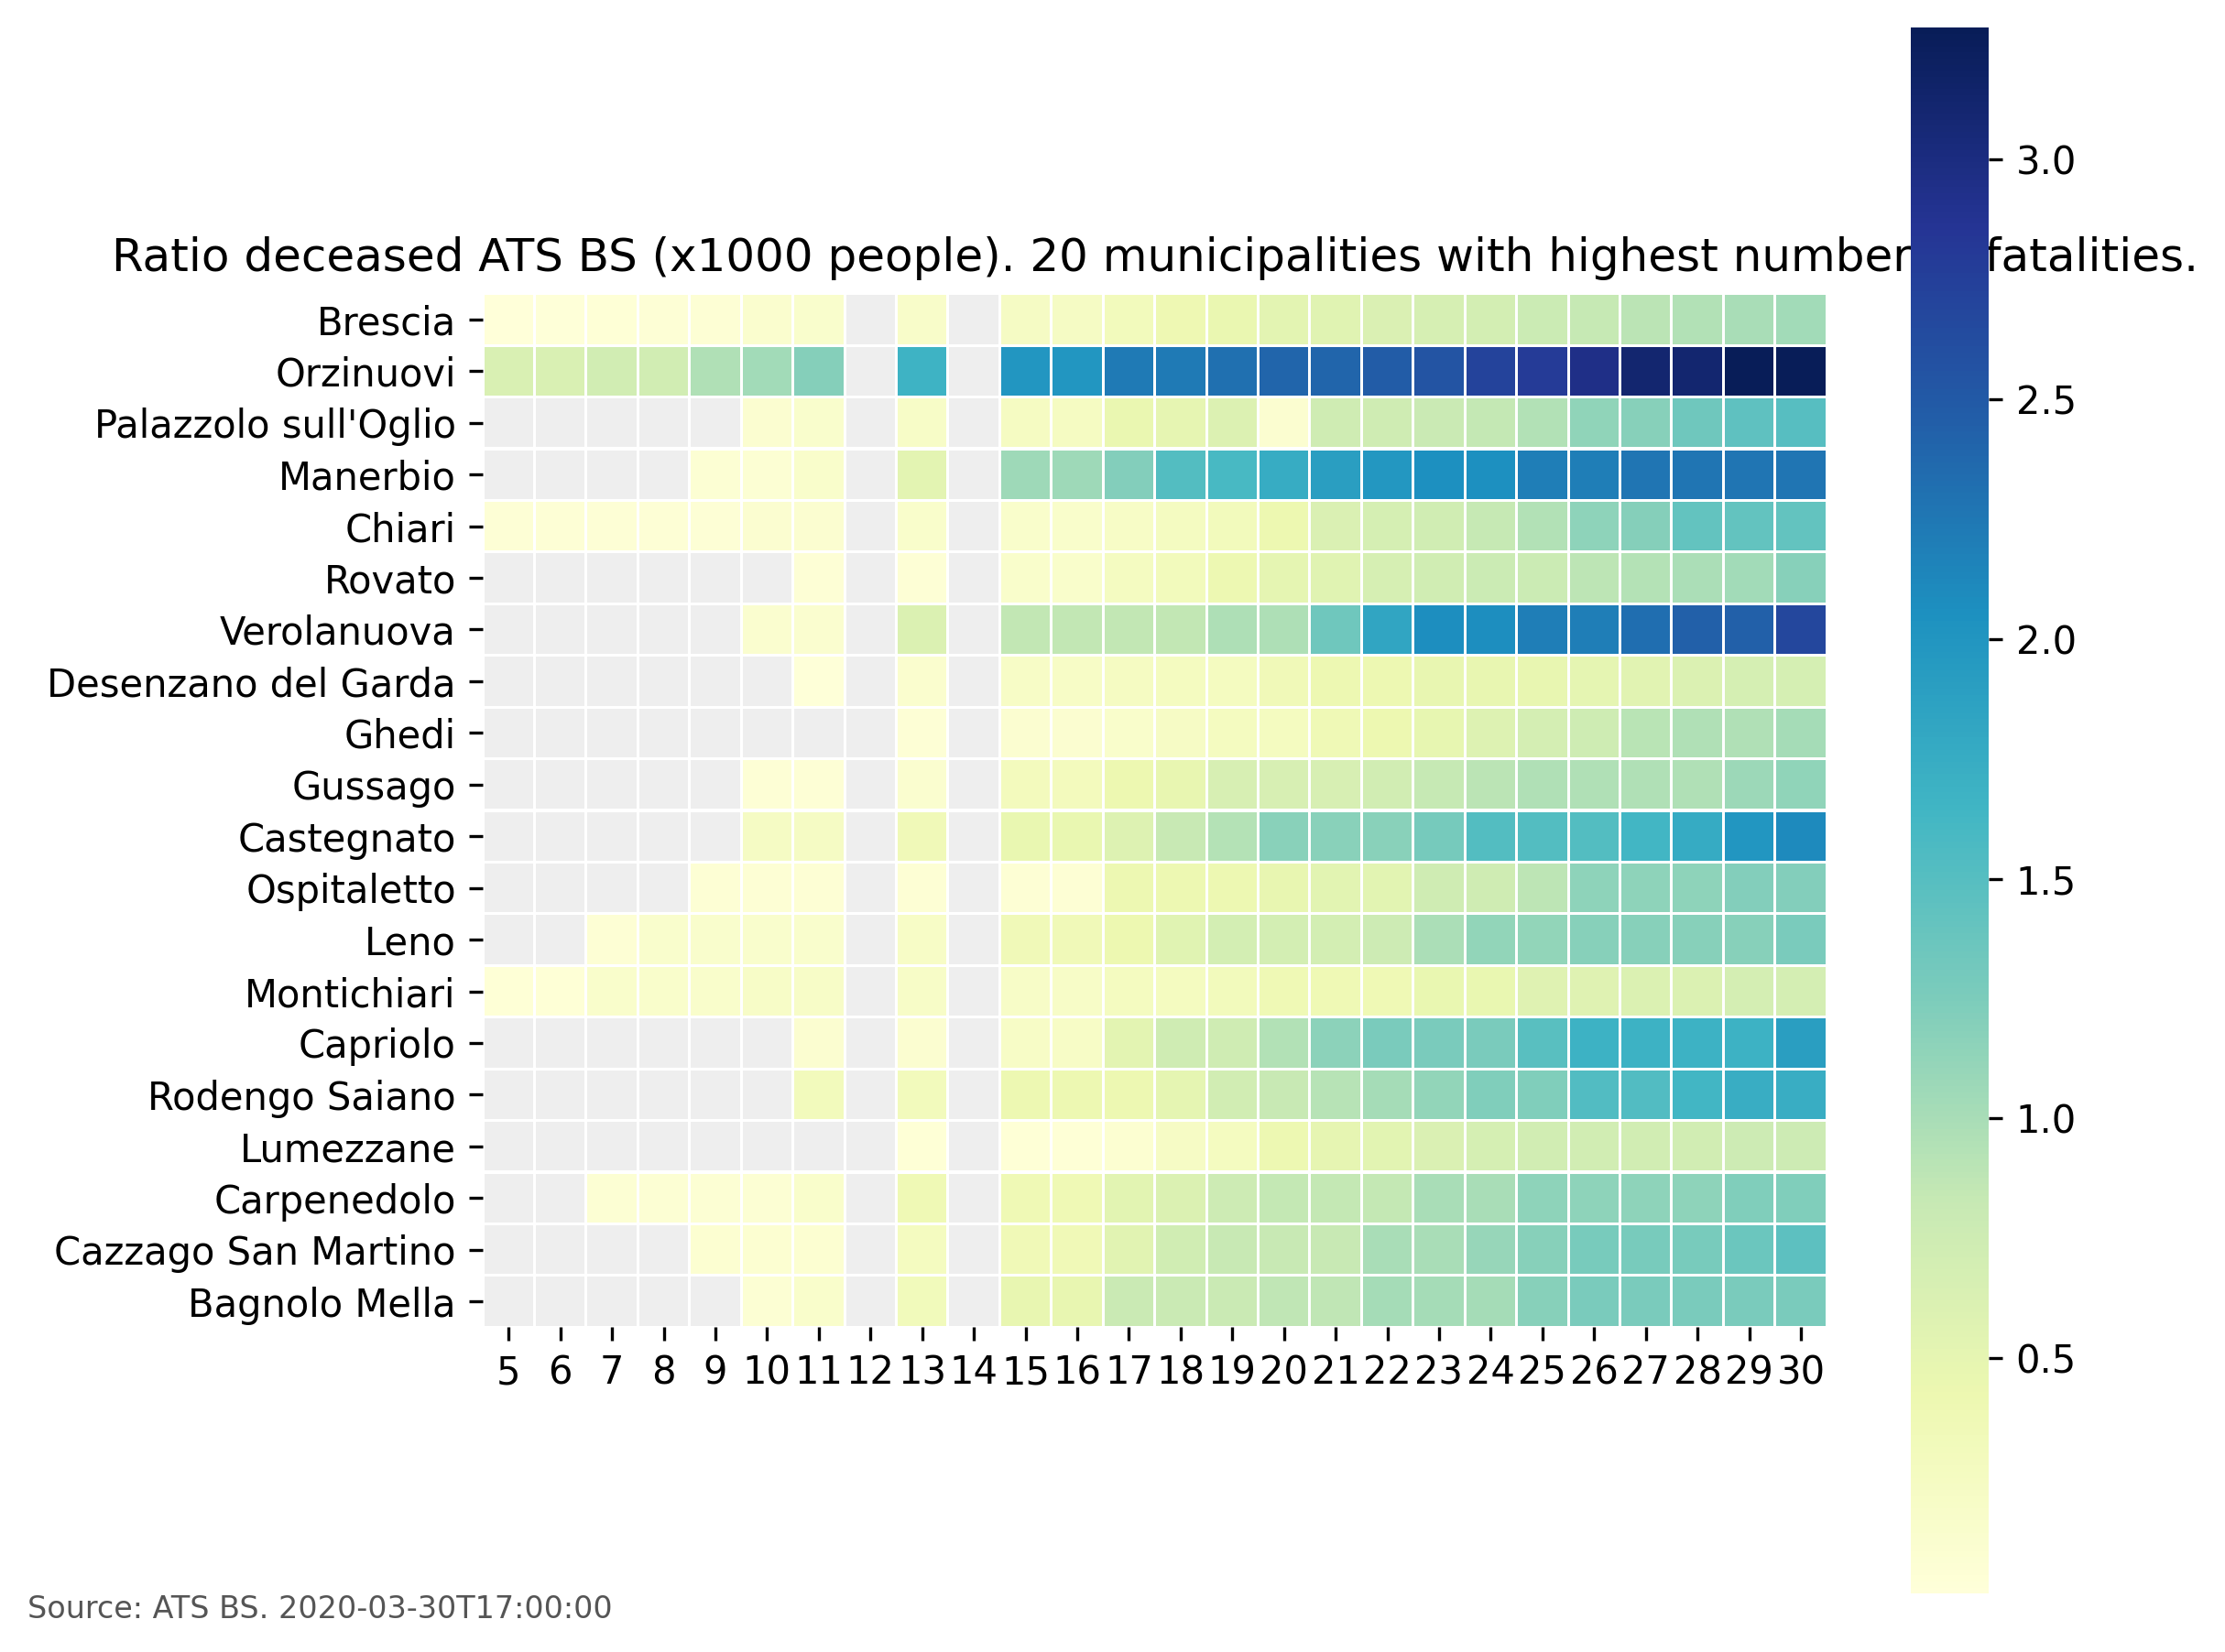 Ratio deceased ATS BS (x1000 people). 20 municipalities with highest number fatalities.
Brescia
Orzinuovi
Palazzolo sull'Oglio
Manerbio
Chiari
Rovato
Verolanuova
Desenzano del Garda
Ghedi
Gussago
Castegnato
Ospitaletto
Leno
Montichiari
Capriolo
Rodengo Saiano
Lumezzane
Carpenedolo
Cazzago San Martino
Bagnolo Mella
5 6 7 8 9 10 11 12 13 14 15 16 17 18 19 20 21 22 23 24 25 26 27 28 29 30
3.0
2.5
2.0
1.5
1.0
0.5
Source: ATS BS. 2020-03-30T17:00:00